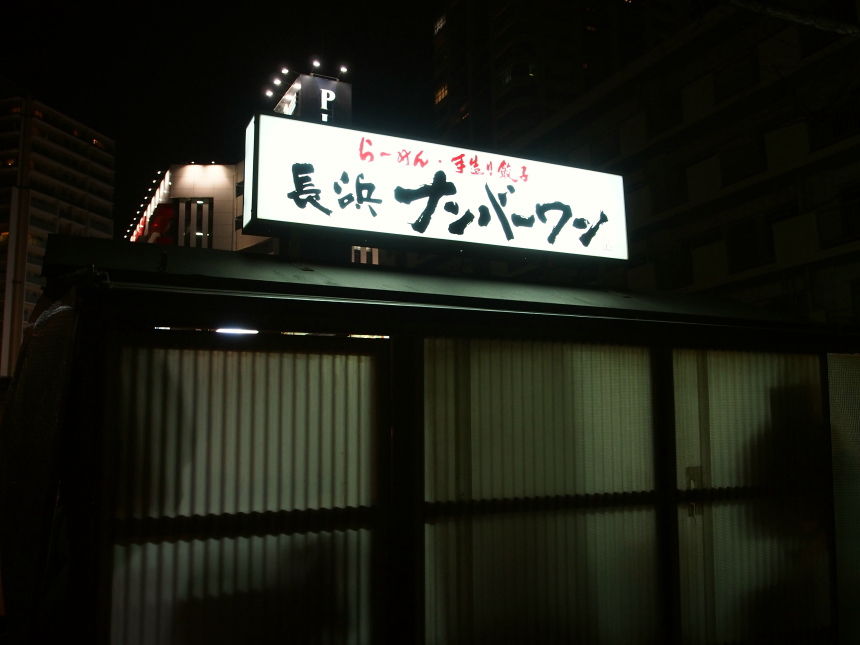 P
らーめん・手造り餃子
長浜ナンバーワン